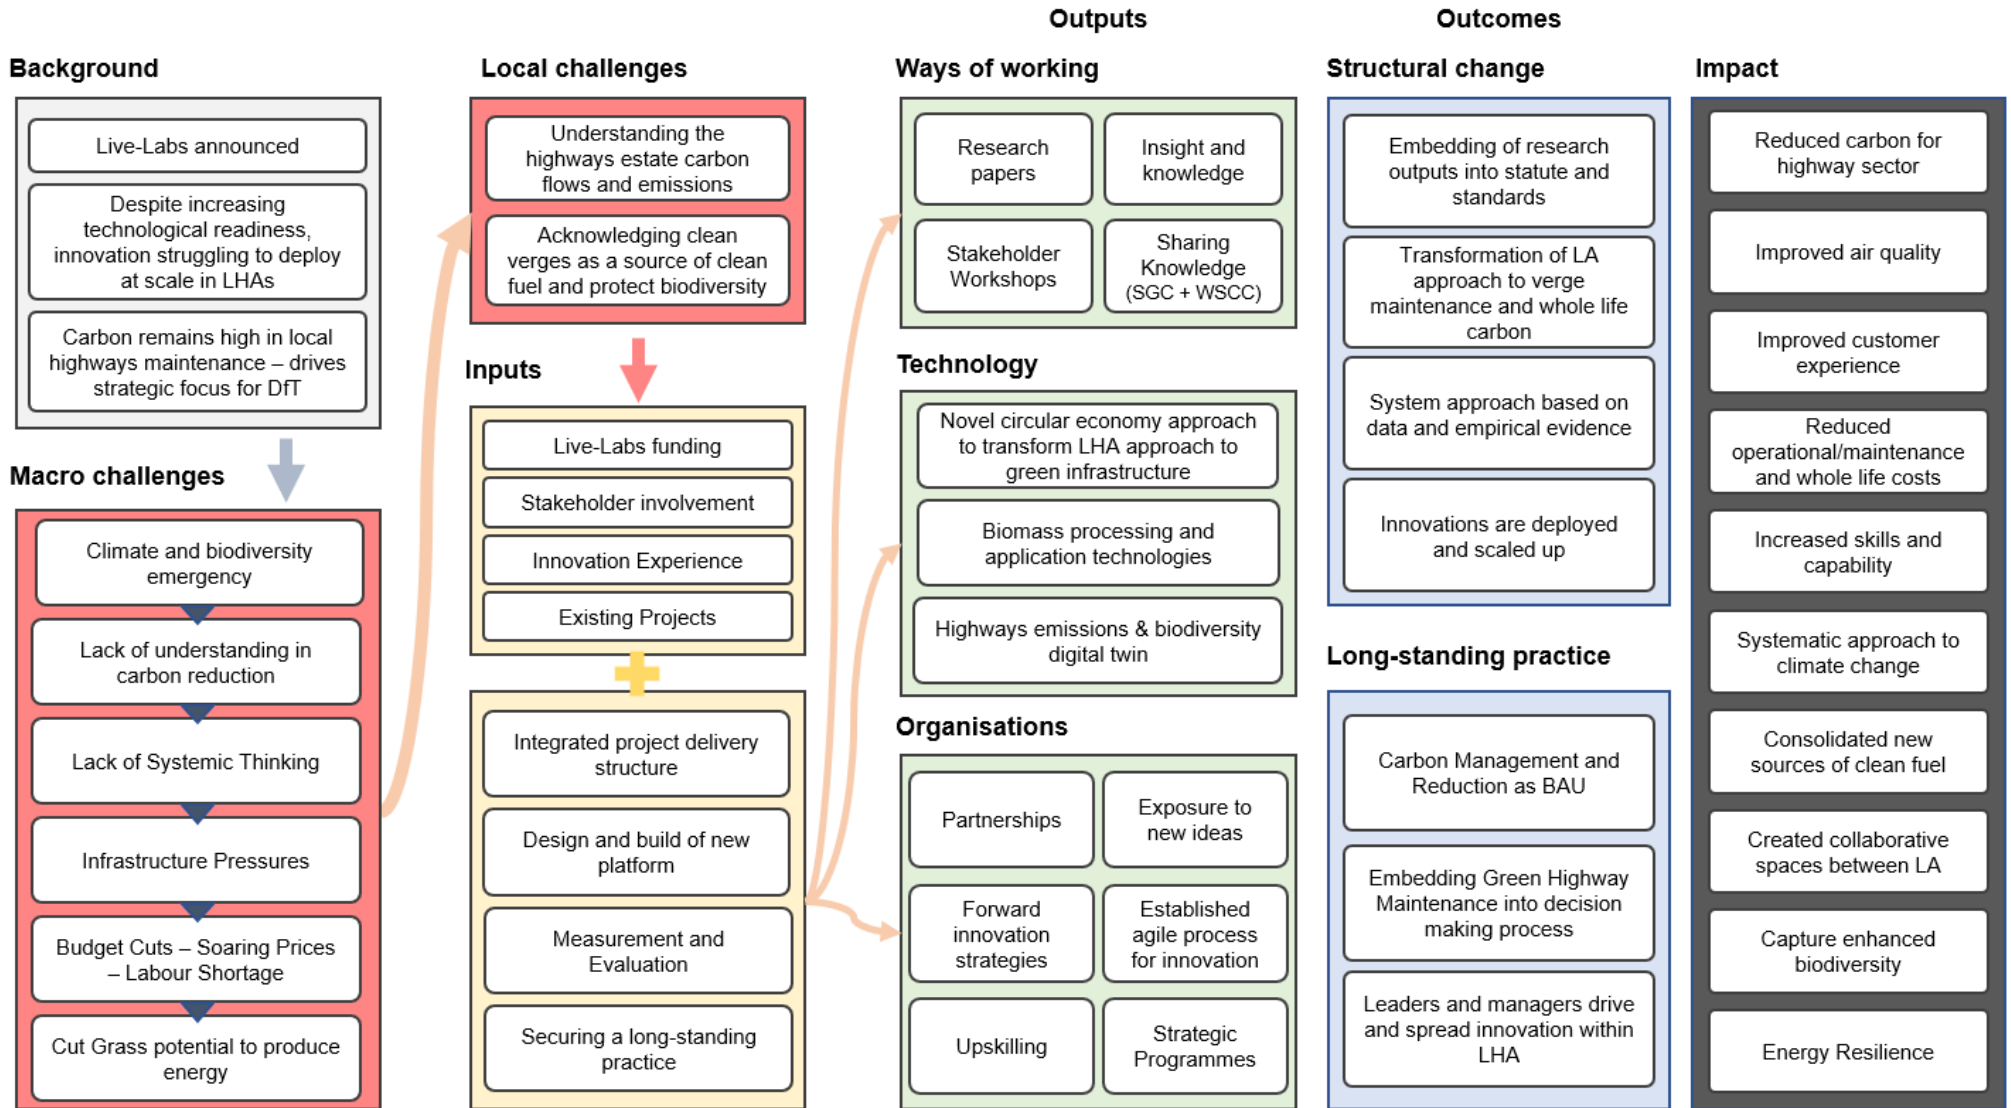 Outputs
Outcomes
Background
Live-Labs announced
Despite increasing
technological readiness,
innovation struggling to deploy
at scale in LHAs
Carbon remains high in local
highways maintenance – drives
strategic focus for DfT
Macro challenges
Climate and biodiversity
emergency
Lack of understanding in
carbon reduction
Lack of Systemic Thinking
Infrastructure Pressures
Budget Cuts – Soaring Prices
– Labour Shortage
Cut Grass potential to produce
energy
Local challenges
Understanding the
highways estate carbon
flows and emissions
Acknowledging clean
verges as a source of clean
fuel and protect biodiversity
Inputs
Live-Labs funding
Stakeholder involvement
Innovation Experience
Existing Projects
Integrated project delivery
structure
Design and build of new
platform
Measurement and
Evaluation
Securing a long-standing
practice
Ways of working
Research
papers
Insight and
knowledge
Stakeholder
Workshops
Sharing
Knowledge
(SGC + WSCC)
Technology
Novel circular economy approach
to transform LHA approach to
green infrastructure
Biomass processing and
application technologies
Highways emissions & biodiversity
digital twin
Organisations
Partnerships
Exposure to
new ideas
Forward
innovation
strategies
Established
agile process
for innovation
Upskilling
Strategic
Programmes
Structural change
Embedding of research
outputs into statute and
standards
Transformation of LA
approach to verge
maintenance and whole life
carbon
System approach based on
data and empirical evidence
Innovations are deployed
and scaled up
Long-standing practice
Carbon Management and
Reduction as BAU
Embedding Green Highway
Maintenance into decision
making process
Leaders and managers drive
and spread innovation within
LHA
Impact
Reduced carbon for
highway sector
Improved air quality
Improved customer
experience
Reduced
operational/maintenance
and whole life costs
Increased skills and
capability
Systematic approach to
climate change
Consolidated new
sources of clean fuel
Created collaborative
spaces between LA
Capture enhanced
biodiversity
Energy Resilience